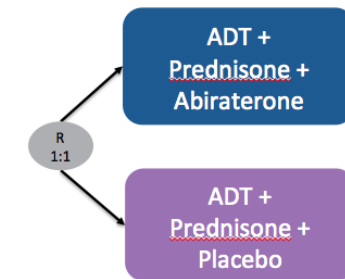 ADT +
Prednisone +
Abiraterone
R
1:1
ADT +
Prednisone +
Placebo